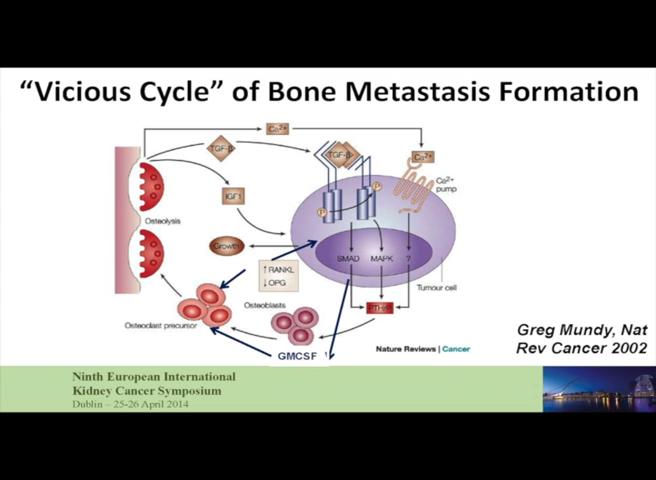 “Vicious Cycle” of Bone Metastasis Formation
Ca2+
TGF-β
TGF-β
Ca2+
Ca2+
pump
P
IGF1
P
Osteolysis
Growth
SMAD
MAPK
?
↑ RANKL
↓ OPG
Tumour cell
Osteoblasts
Osteoclast precursor
Nature Reviews | Cancer
GMCSF
Greg Mundy, Nat
Rev Cancer 2002
Ninth European International
Kidney Cancer Symposium
Dublin – 25-26 April 2014